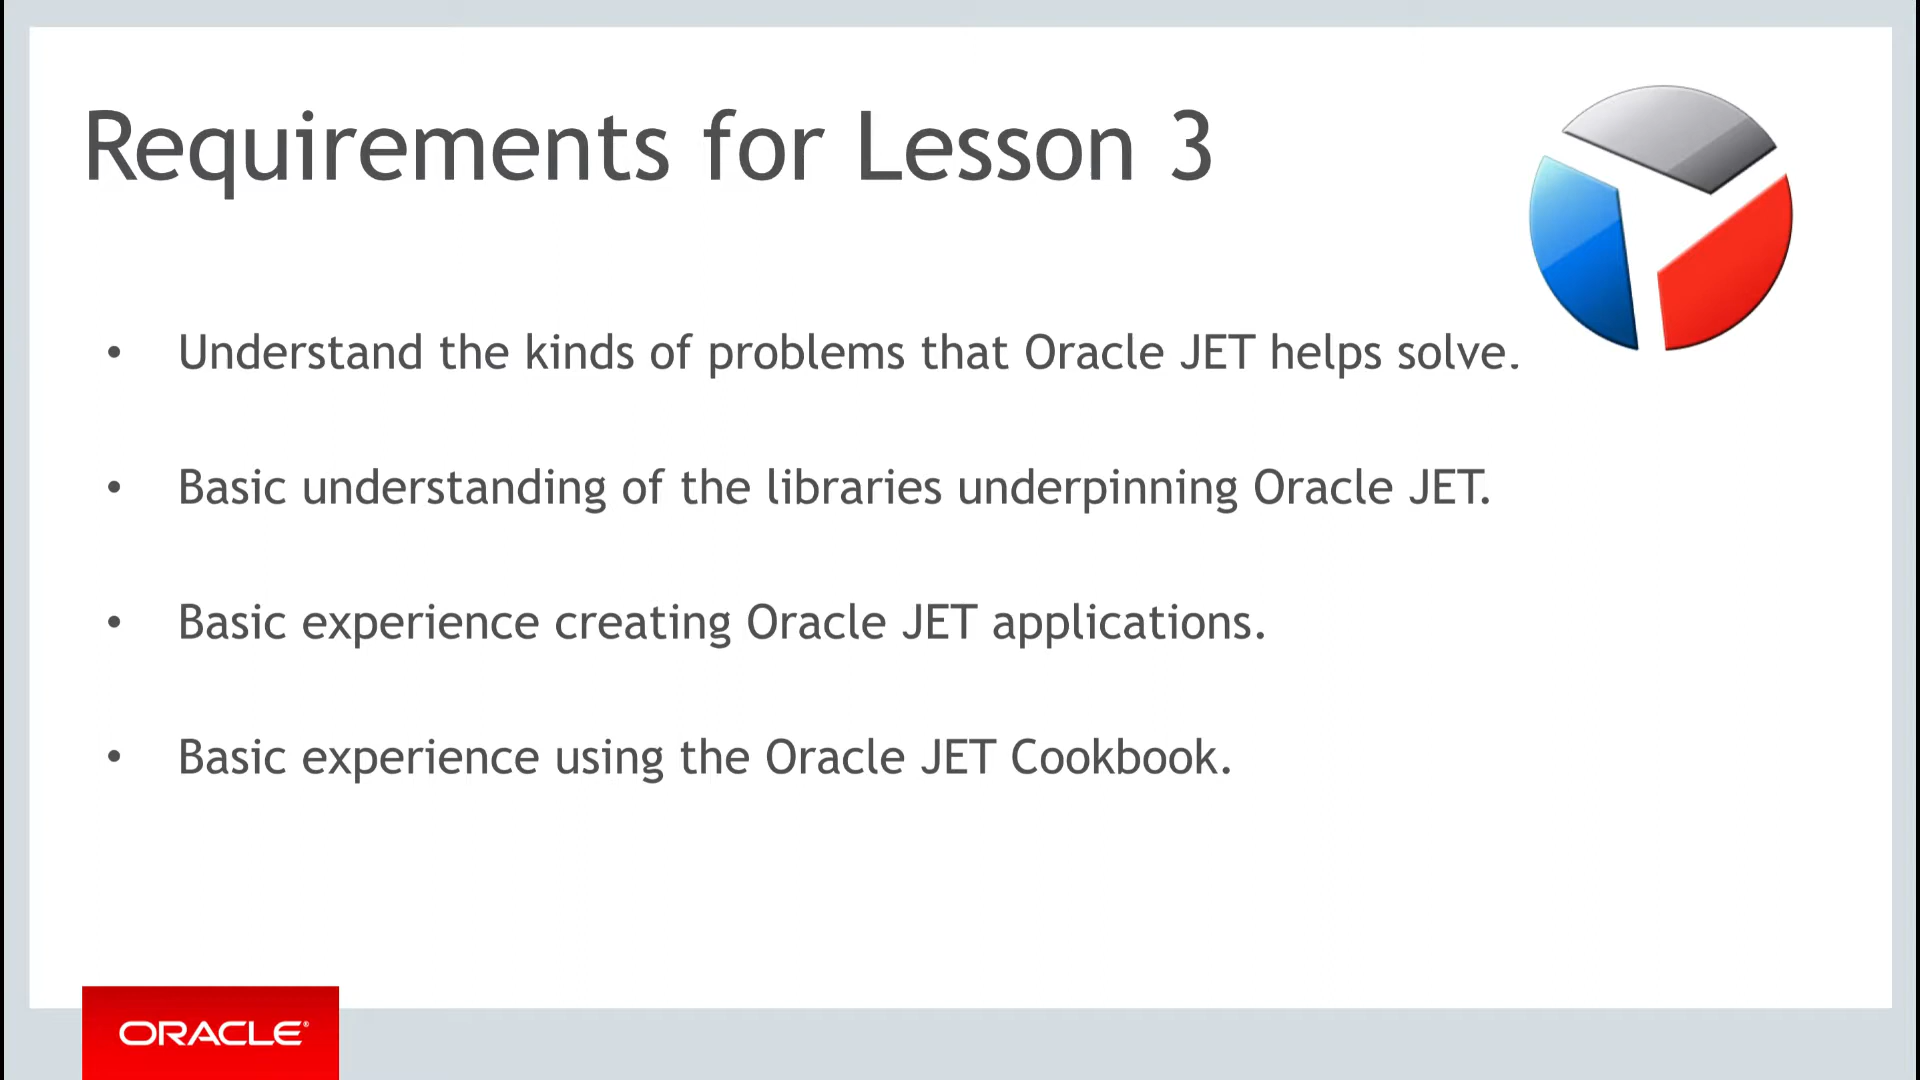 Requirements for Lesson 3
• Understand the kinds of problems that Oracle JET helps solve.
• Basic understanding of the libraries underpinning Oracle JET.
• Basic experience creating Oracle JET applications.
• Basic experience using the Oracle JET Cookbook.
ORACLE®